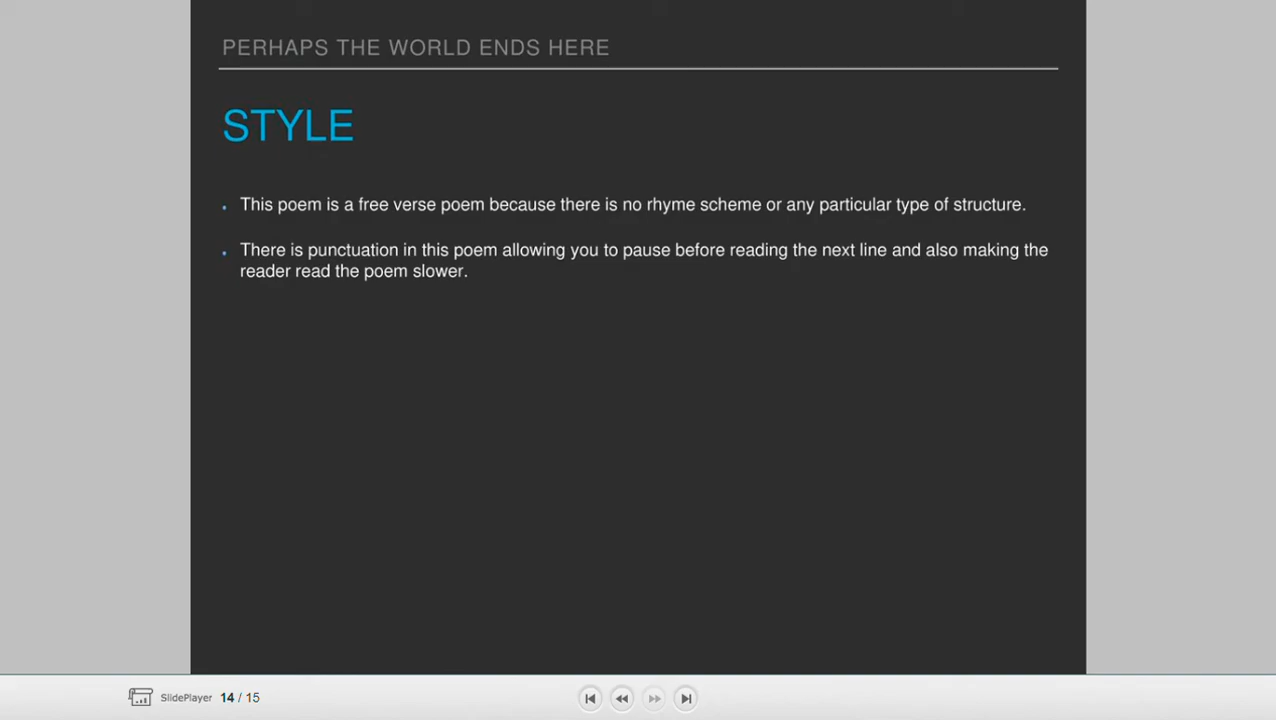 PERHAPS THE WORLD ENDS HERE
STYLE
• This poem is a free verse poem because there is no rhyme scheme or any particular type of structure.
• There is punctuation in this poem allowing you to pause before reading the next line and also making the
reader read the poem slower.
SlidePlayer 14 / 15